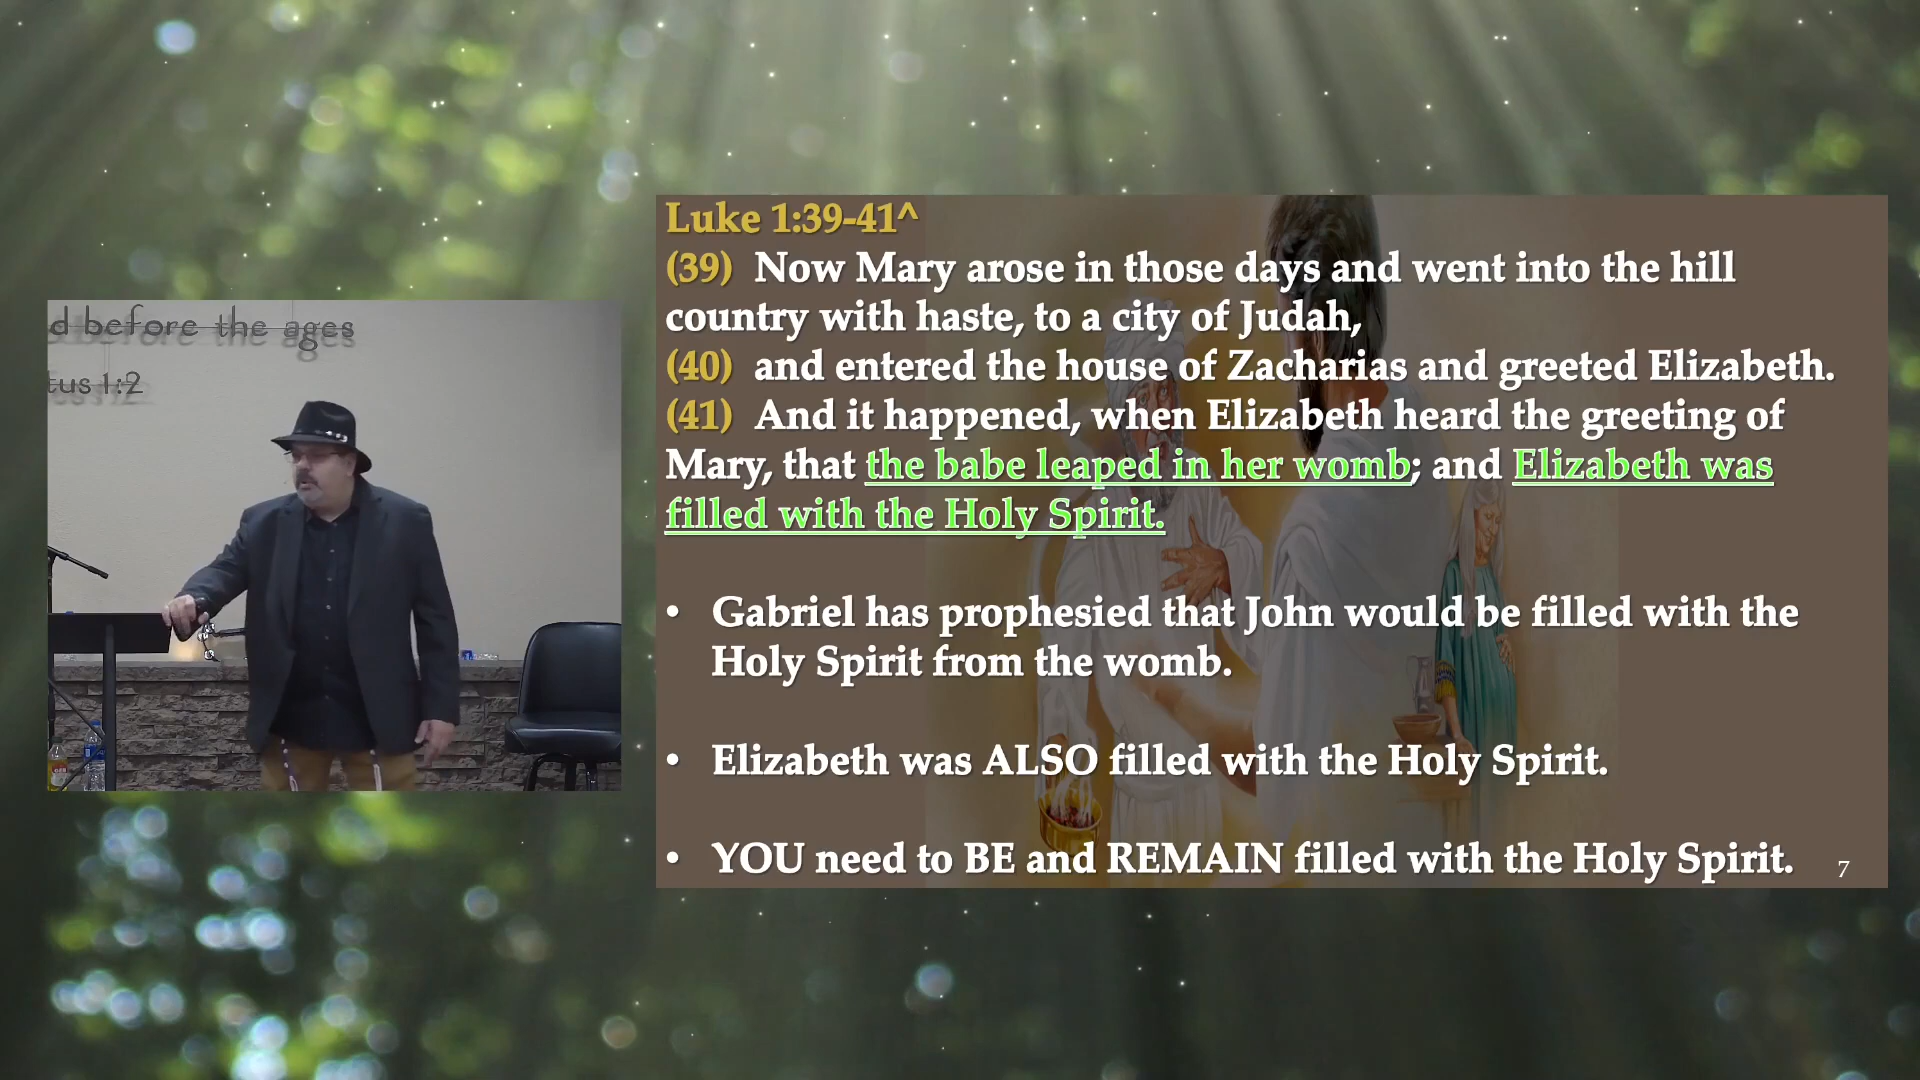 d before the ages
tus 1:2
Luke 1:39-41^
(39) Now Mary arose in those days and went into the hill
country with haste, to a city of Judah,
(40) and entered the house of Zacharias and greeted Elizabeth.
(41) And it happened, when Elizabeth heard the greeting of
Mary, that the babe leaped in her womb; and Elizabeth was
filled with the Holy Spirit.
• Gabriel has prophesied that John would be filled with the
Holy Spirit from the womb.
• Elizabeth was ALSO filled with the Holy Spirit.
• YOU need to BE and REMAIN filled with the Holy Spirit.
7